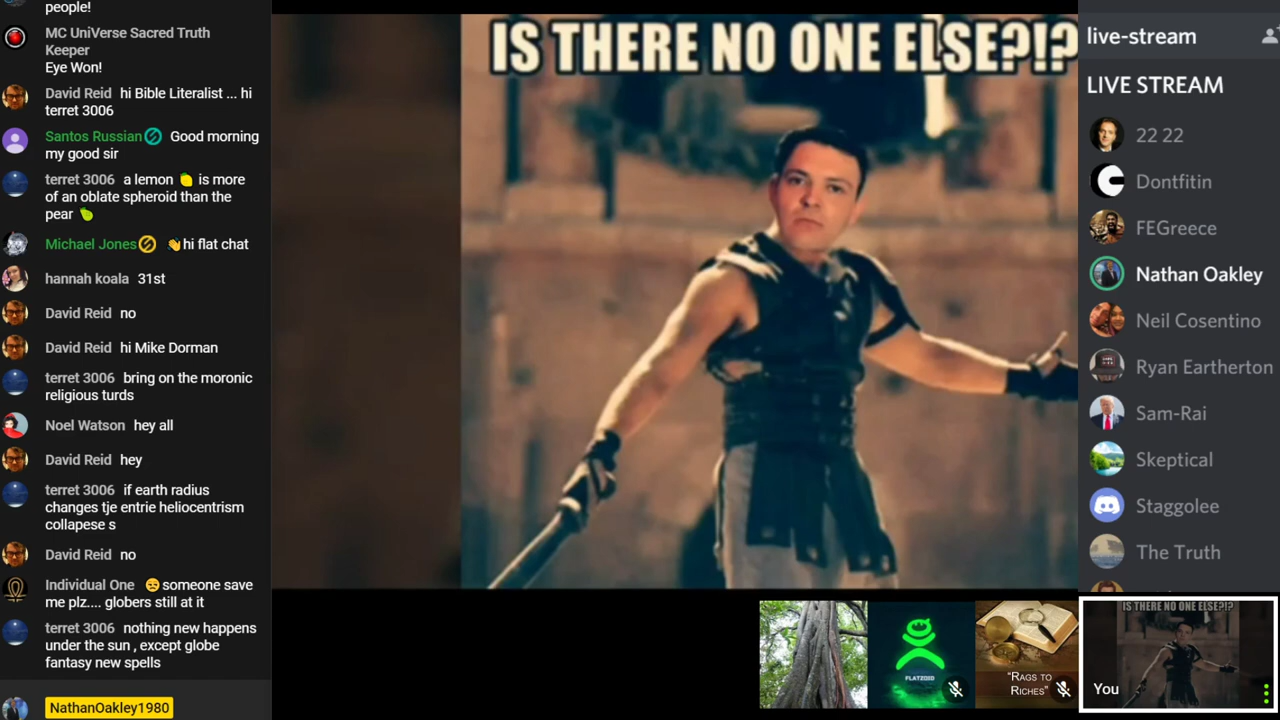 people!
MC UniVerse Sacred Truth
Keeper
Eye Won!
David Reid hi Bible Literalist ... hi
terret 3006
Santos Russian Good morning
my good sir
terret 3006 a lemon 🍋 is more
of an oblate spheroid than the
pear 🍐
Michael Jones 👋hi flat chat
hannah koala 31st
David Reid no
David Reid hi Mike Dorman
terret 3006 bring on the moronic
religious turds
Noel Watson hey all
David Reid hey
terret 3006 if earth radius
changes tje entrie heliocentrism
collapese s
David Reid no
Individual One 😔someone save
me plz.... globers still at it
terret 3006 nothing new happens
under the sun , except globe
fantasy new spells
NathanOakley1980
IS THERE NO ONE ELSE?!?
FLATZOID
"RAGS TO
RICHES"
live-stream
LIVE STREAM
22 22
Dontfitin
FEGreece
Nathan Oakley
Neil Cosentino
Ryan Eartherton
Sam-Rai
Skeptical
Staggolee
The Truth
IS THERE NO ONE ELSE?!?
You